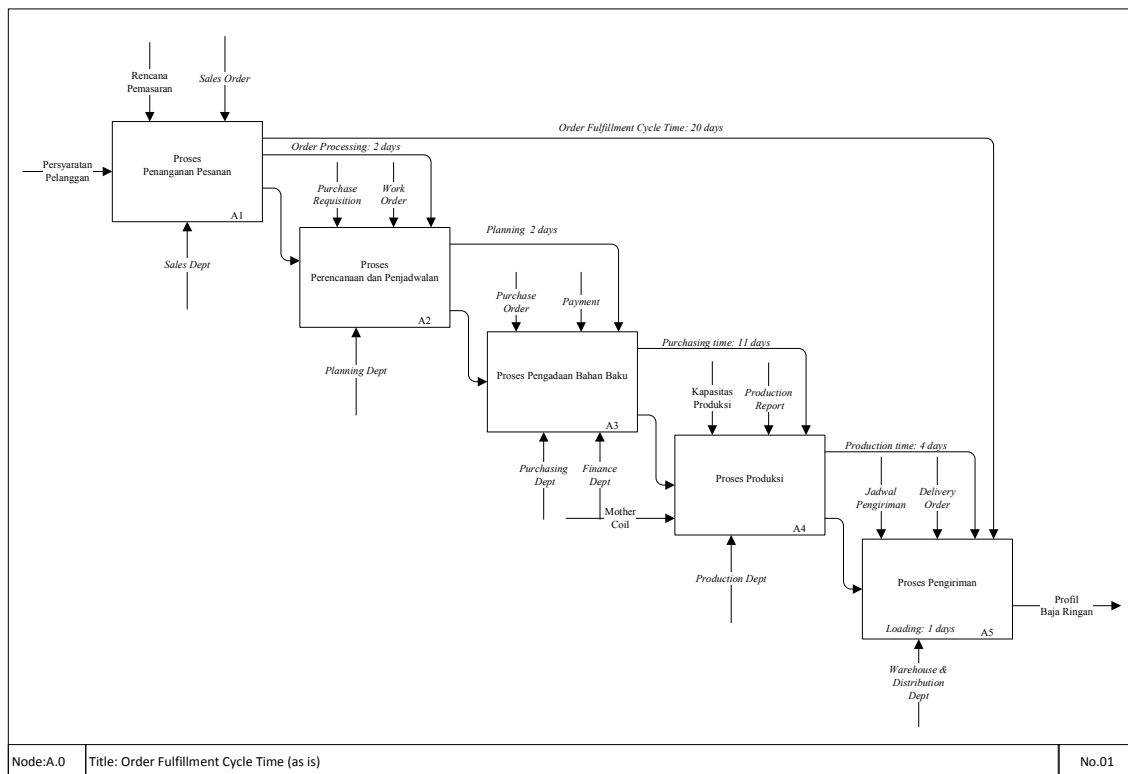 Rencana
Pemasaran
Sales Order
Order Fulfillment Cycle Time: 20 days
Order Processing: 2 days
Persyaratan
Pelanggan
Proses
Penanganan Pesanan
A1
Purchase
Requisition
Work
Order
Sales Dept
Planning  2 days
Proses
Perencanaan dan Penjadwalan
A2
Purchase
Order
Payment
Planning Dept
Purchasing time: 11 days
Proses Pengadaan Bahan Baku
A3
Kapasitas
Produksi
Production
Report
Purchasing
Dept
Finance
Dept
Production time: 4 days
Proses Produksi
A4
Mother
Coil
Jadwal
Pengiriman
Delivery
Order
Production Dept
Proses Pengiriman
Loading: 1 days
A5
Profil
Baja Ringan
Warehouse &
Distribution
Dept
Node:A.0
Title: Order Fulfillment Cycle Time (as is)
No.01